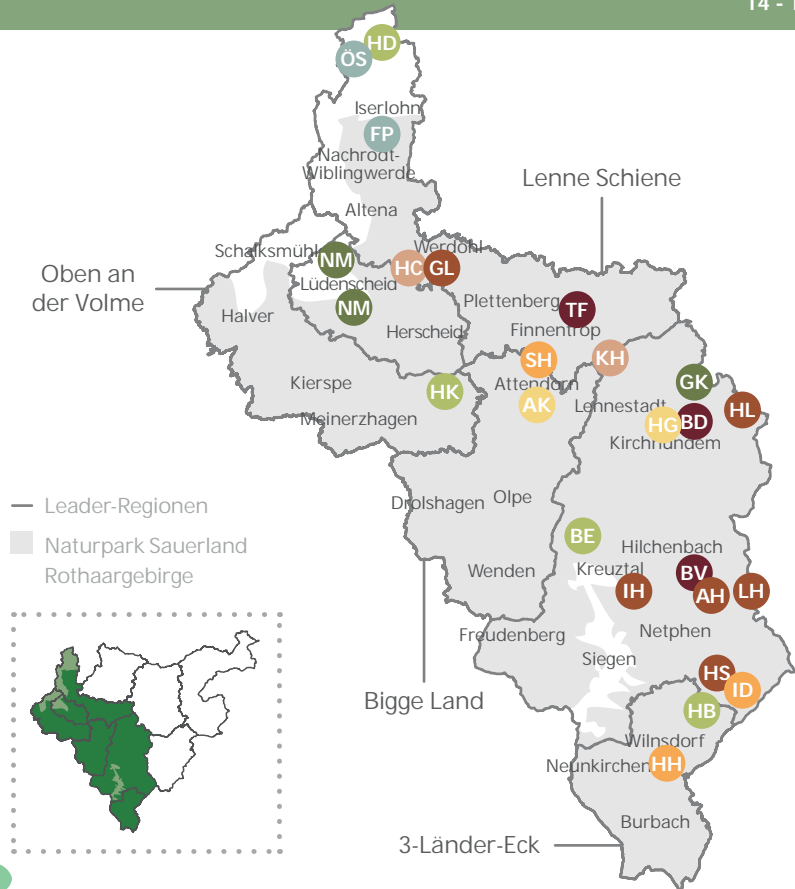 14 - 1
HD
ÖS
Iserlohn
FP
Nachrodt-
Wiblingwerde
Lenne Schiene
Altena
Schalksmühl
Werdohl
NM
HC
GL
Oben an
der Volme
Lüdenscheid
NM
Plettenberg
TF
Halver
Herscheid
Finnentrop
SH
KH
Kierspe
HK
Attendorn
GK
AK
Lennestadt
HL
Meinerzhagen
HG
BD
Kirchhundem
Drolshagen
Olpe
Leader-Regionen
Naturpark Sauerland
Rothaargebirge
BE
Hilchenbach
Wenden
Kreuztal
BV
IH
AH
LH
Freudenberg
Netphen
Siegen
HS
ID
Bigge Land
HB
Wilnsdorf
Neunkirchen
HH
Burbach
3-Länder-Eck